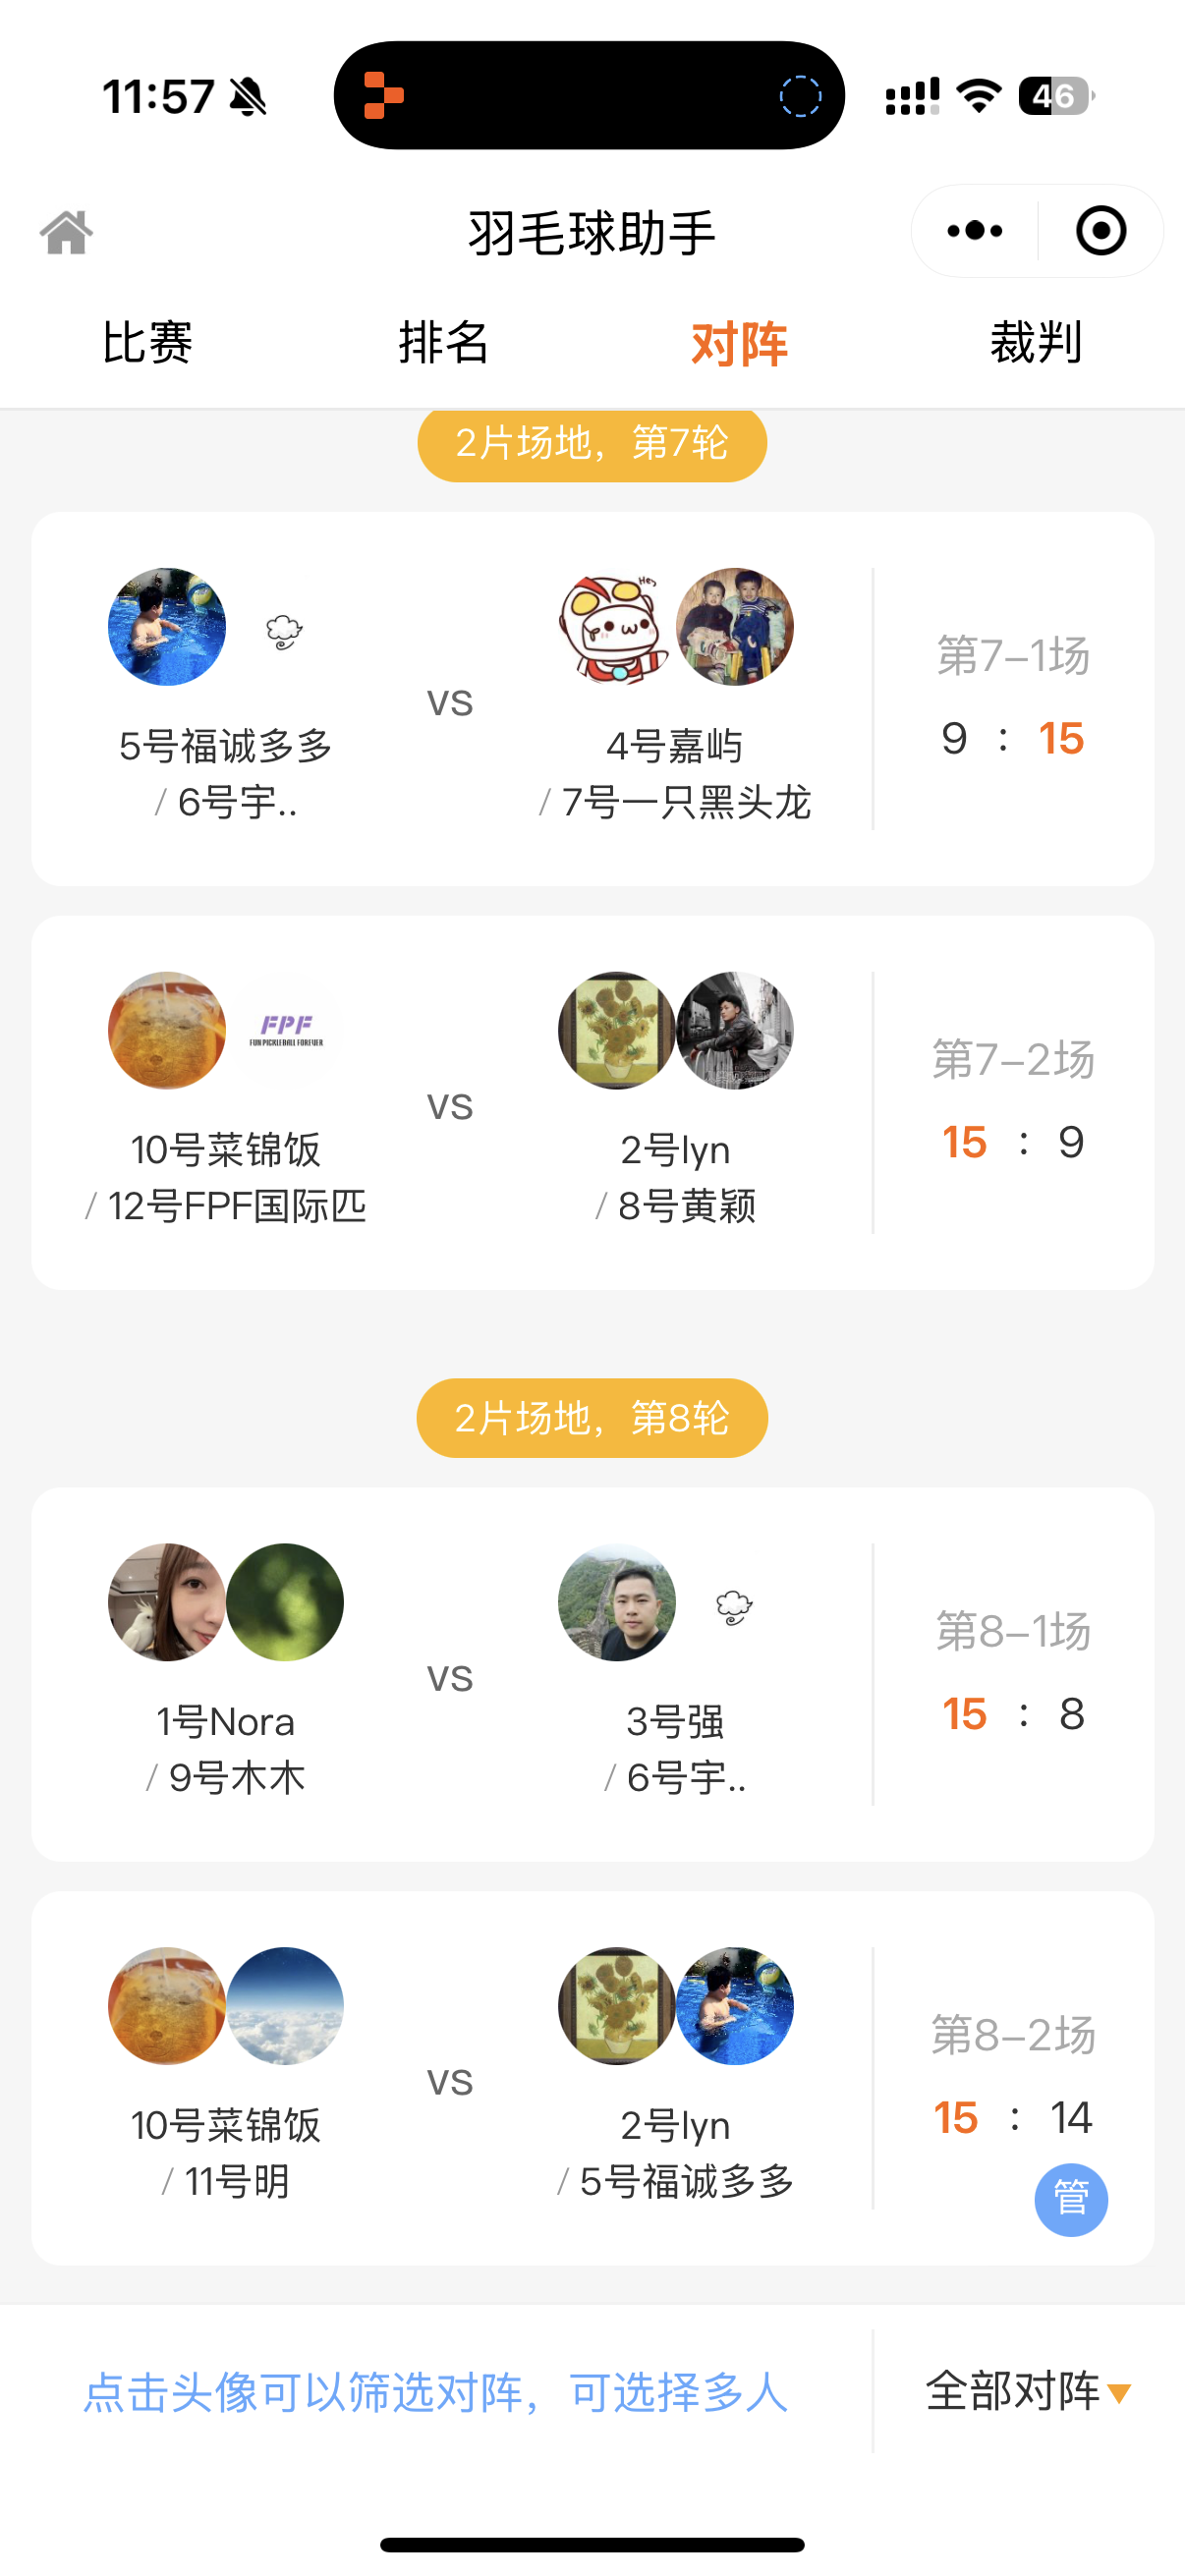 11:57
46
羽毛球助手
比赛 排名 对阵 裁判
2片场地，第7轮
Hey
VS
第7-1场
9 : 15
5号福诚多多
/ 6号宇..
4号嘉屿
/ 7号一只黑头龙
FPF
FUN PICKLEBALL FOREVER
VS
第7-2场
15 : 9
10号菜锦饭
/ 12号FPF国际匹
2号lyn
/ 8号黄颖
2片场地，第8轮
VS
第8-1场
15 : 8
1号Nora
/ 9号木木
3号强
/ 6号宇..
VS
第8-2场
15 : 14
10号菜锦饭
/ 11号明
2号lyn
/ 5号福诚多多
管
点击头像可以筛选对阵，可选择多人
全部对阵